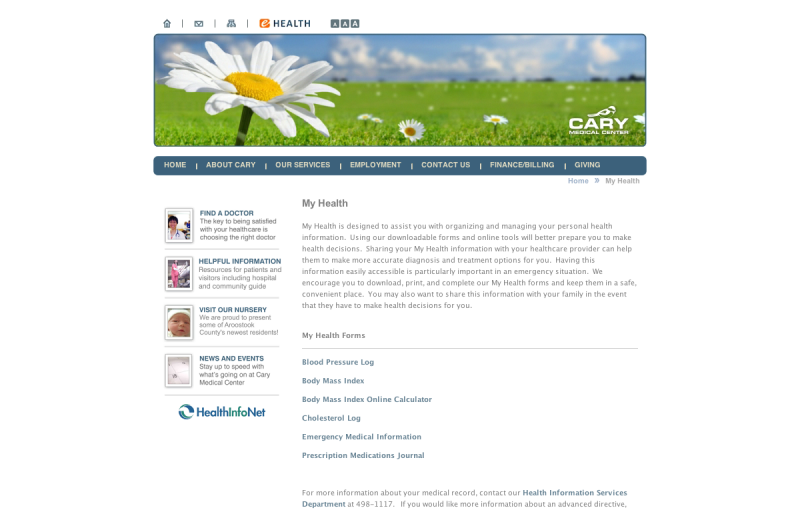 HEALTH A A A
CARY
MEDICAL CENTER
HOME ABOUT CARY OUR SERVICES EMPLOYMENT CONTACT US FINANCE/BILLING GIVING
Home » My Health
FIND A DOCTOR
The key to being satisfied
with your healthcare is
choosing the right doctor
HELPFUL INFORMATION
Resources for patients and
visitors including hospital
and community guide
VISIT OUR NURSERY
We are proud to present
some of Aroostook
County's newest residents!
NEWS AND EVENTS
Stay up to speed with
what's going on at Cary
Medical Center
HealthInfoNet
My Health
My Health is designed to assist you with organizing and managing your personal health
information. Using our downloadable forms and online tools will better prepare you to make
health decisions. Sharing your My Health information with your healthcare provider can help
them to make more accurate diagnosis and treatment options for you. Having this
information easily accessible is particularly important in an emergency situation. We
encourage you to download, print, and complete our My Health forms and keep them in a safe,
convenient place. You may also want to share this information with your family in the event
that they have to make health decisions for you.
My Health Forms
Blood Pressure Log
Body Mass Index
Body Mass Index Online Calculator
Cholesterol Log
Emergency Medical Information
Prescription Medications Journal
For more information about your medical record, contact our Health Information Services
Department at 498-1117. If you would like more information about an advanced directive,